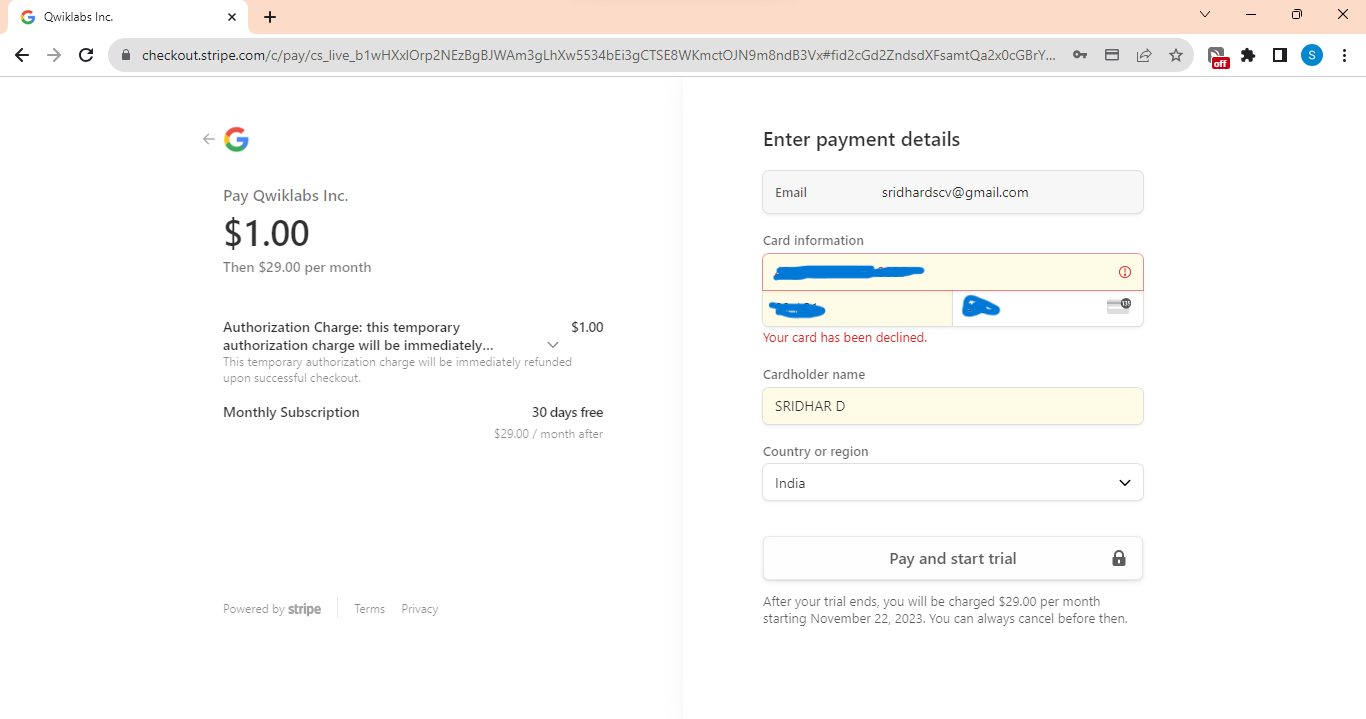 Qwiklabs Inc.
checkout.stripe.com/c/pay/cs_live_b1wHXxlOrp2NEzBgBJWAm3gLhXw5534bEi3gCTSE8WKmctOJN9m8ndB3Vx#fid2cGd2ZndsdXFsamtQa2x0cGBrY...
off
S
Pay Qwiklabs Inc.
$1.00
Then $29.00 per month
Authorization Charge: this temporary $1.00
authorization charge will be immediately...
This temporary authorization charge will be immediately refunded
upon successful checkout.
Monthly Subscription 30 days free
$29.00 / month after
Powered by stripe Terms Privacy
Enter payment details
Email sridhardscv@gmail.com
Card information
135
Your card has been declined.
Cardholder name
SRIDHAR D
Country or region
India
Pay and start trial
After your trial ends, you will be charged $29.00 per month
starting November 22, 2023. You can always cancel before then.